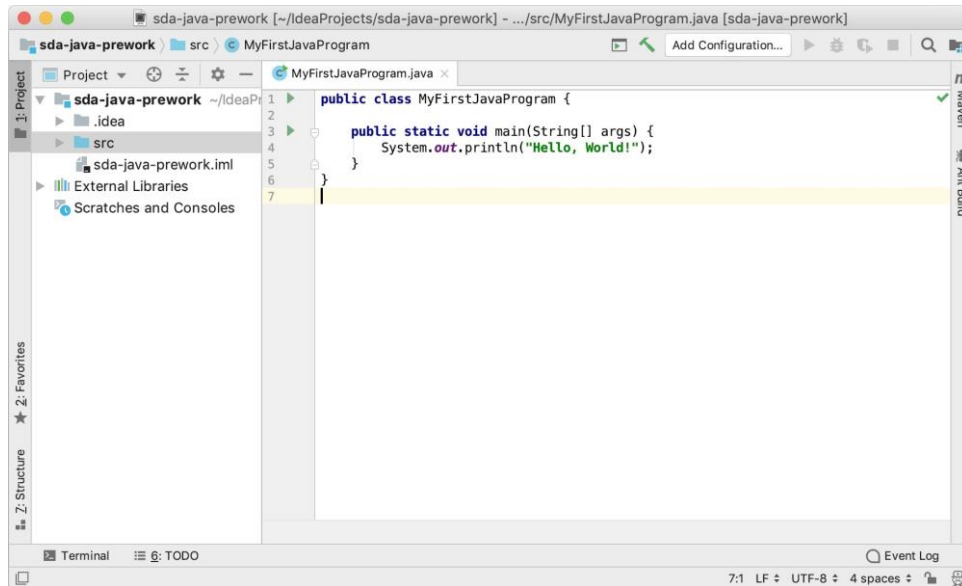 sda-java-prework [~/IdeaProjects/sda-java-prework] - .../src/MyFirstJavaProgram.java [sda-java-prework]
sda-java-prework src MyFirstJavaProgram Add Configuration...
1: Project
Project
MyFirstJavaProgram.java
sda-java-prework ~/IdeaPr
.idea
src
sda-java-prework.iml
External Libraries
Scratches and Consoles
1 public class MyFirstJavaProgram {
2
3 public static void main(String[] args) {
4 System.out.println("Hello, World!");
5 }
6 }
7
Maven
Ant Build
2: Favorites
Z: Structure
Terminal 6: TODO Event Log
7:1 LF UTF-8 4 spaces